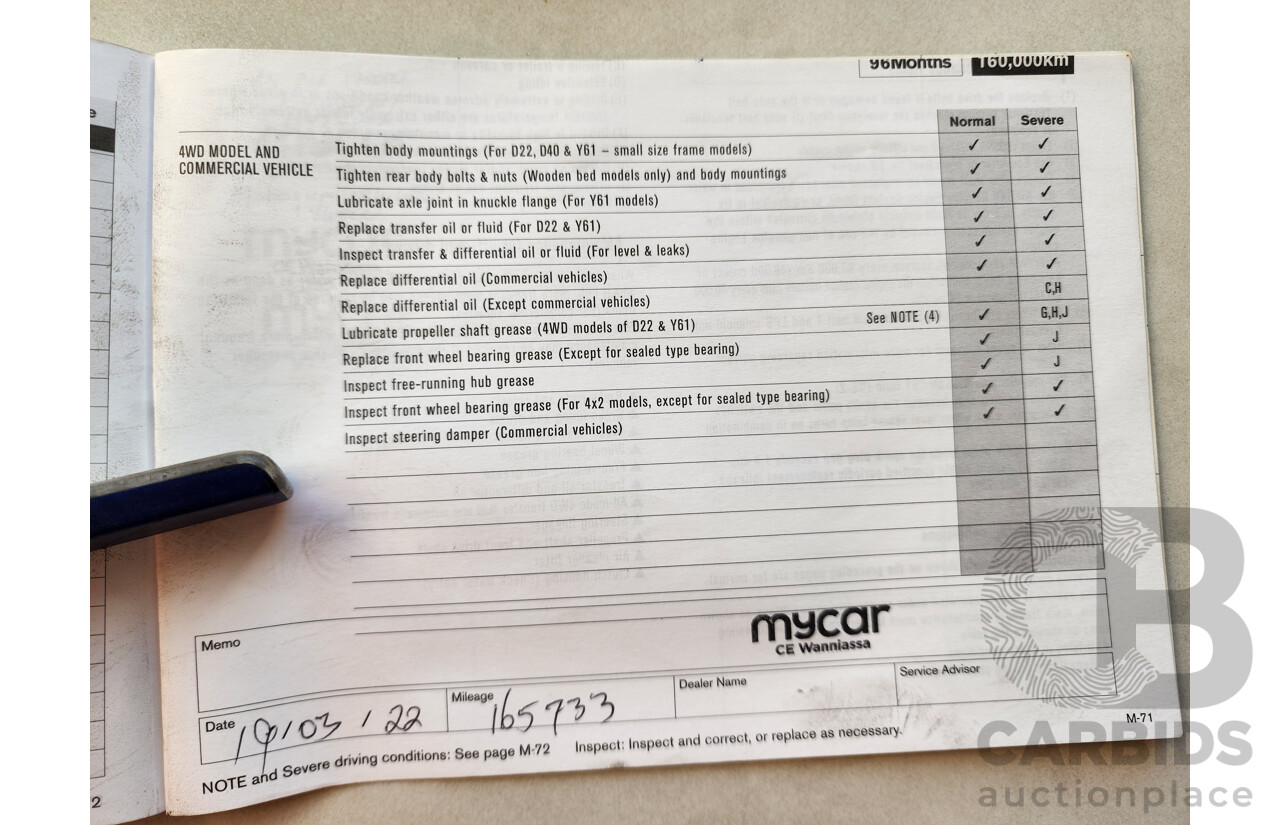 96Months 160,000km
Normal Severe
4WD MODEL AND
COMMERCIAL VEHICLE
Tighten body mountings (For D22, D40 & Y61 – small size frame models) ✓ ✓
Tighten rear body bolts & nuts (Wooden bed models only) and body mountings ✓ ✓
Lubricate axle joint in knuckle flange (For Y61 models) ✓ ✓
Replace transfer oil or fluid (For D22 & Y61) ✓ ✓
Inspect transfer & differential oil or fluid (For level & leaks) ✓ ✓
Replace differential oil (Commercial vehicles) ✓ ✓
Replace differential oil (Except commercial vehicles) C,H
Lubricate propeller shaft grease (4WD models of D22 & Y61) See NOTE (4) ✓ G,H,J
Replace front wheel bearing grease (Except for sealed type bearing) ✓ J
Inspect free-running hub grease ✓ J
Inspect front wheel bearing grease (For 4x2 models, except for sealed type bearing) ✓ ✓
Inspect steering damper (Commercial vehicles) ✓ ✓
Memo
mycar
CE Wanniassa
Date 19/03/22 Mileage 165733 Dealer Name Service Advisor
NOTE and Severe driving conditions: See page M-72 Inspect: Inspect and correct, or replace as necessary.
M-71
e
2
CB
CARBIDS
auctionplace